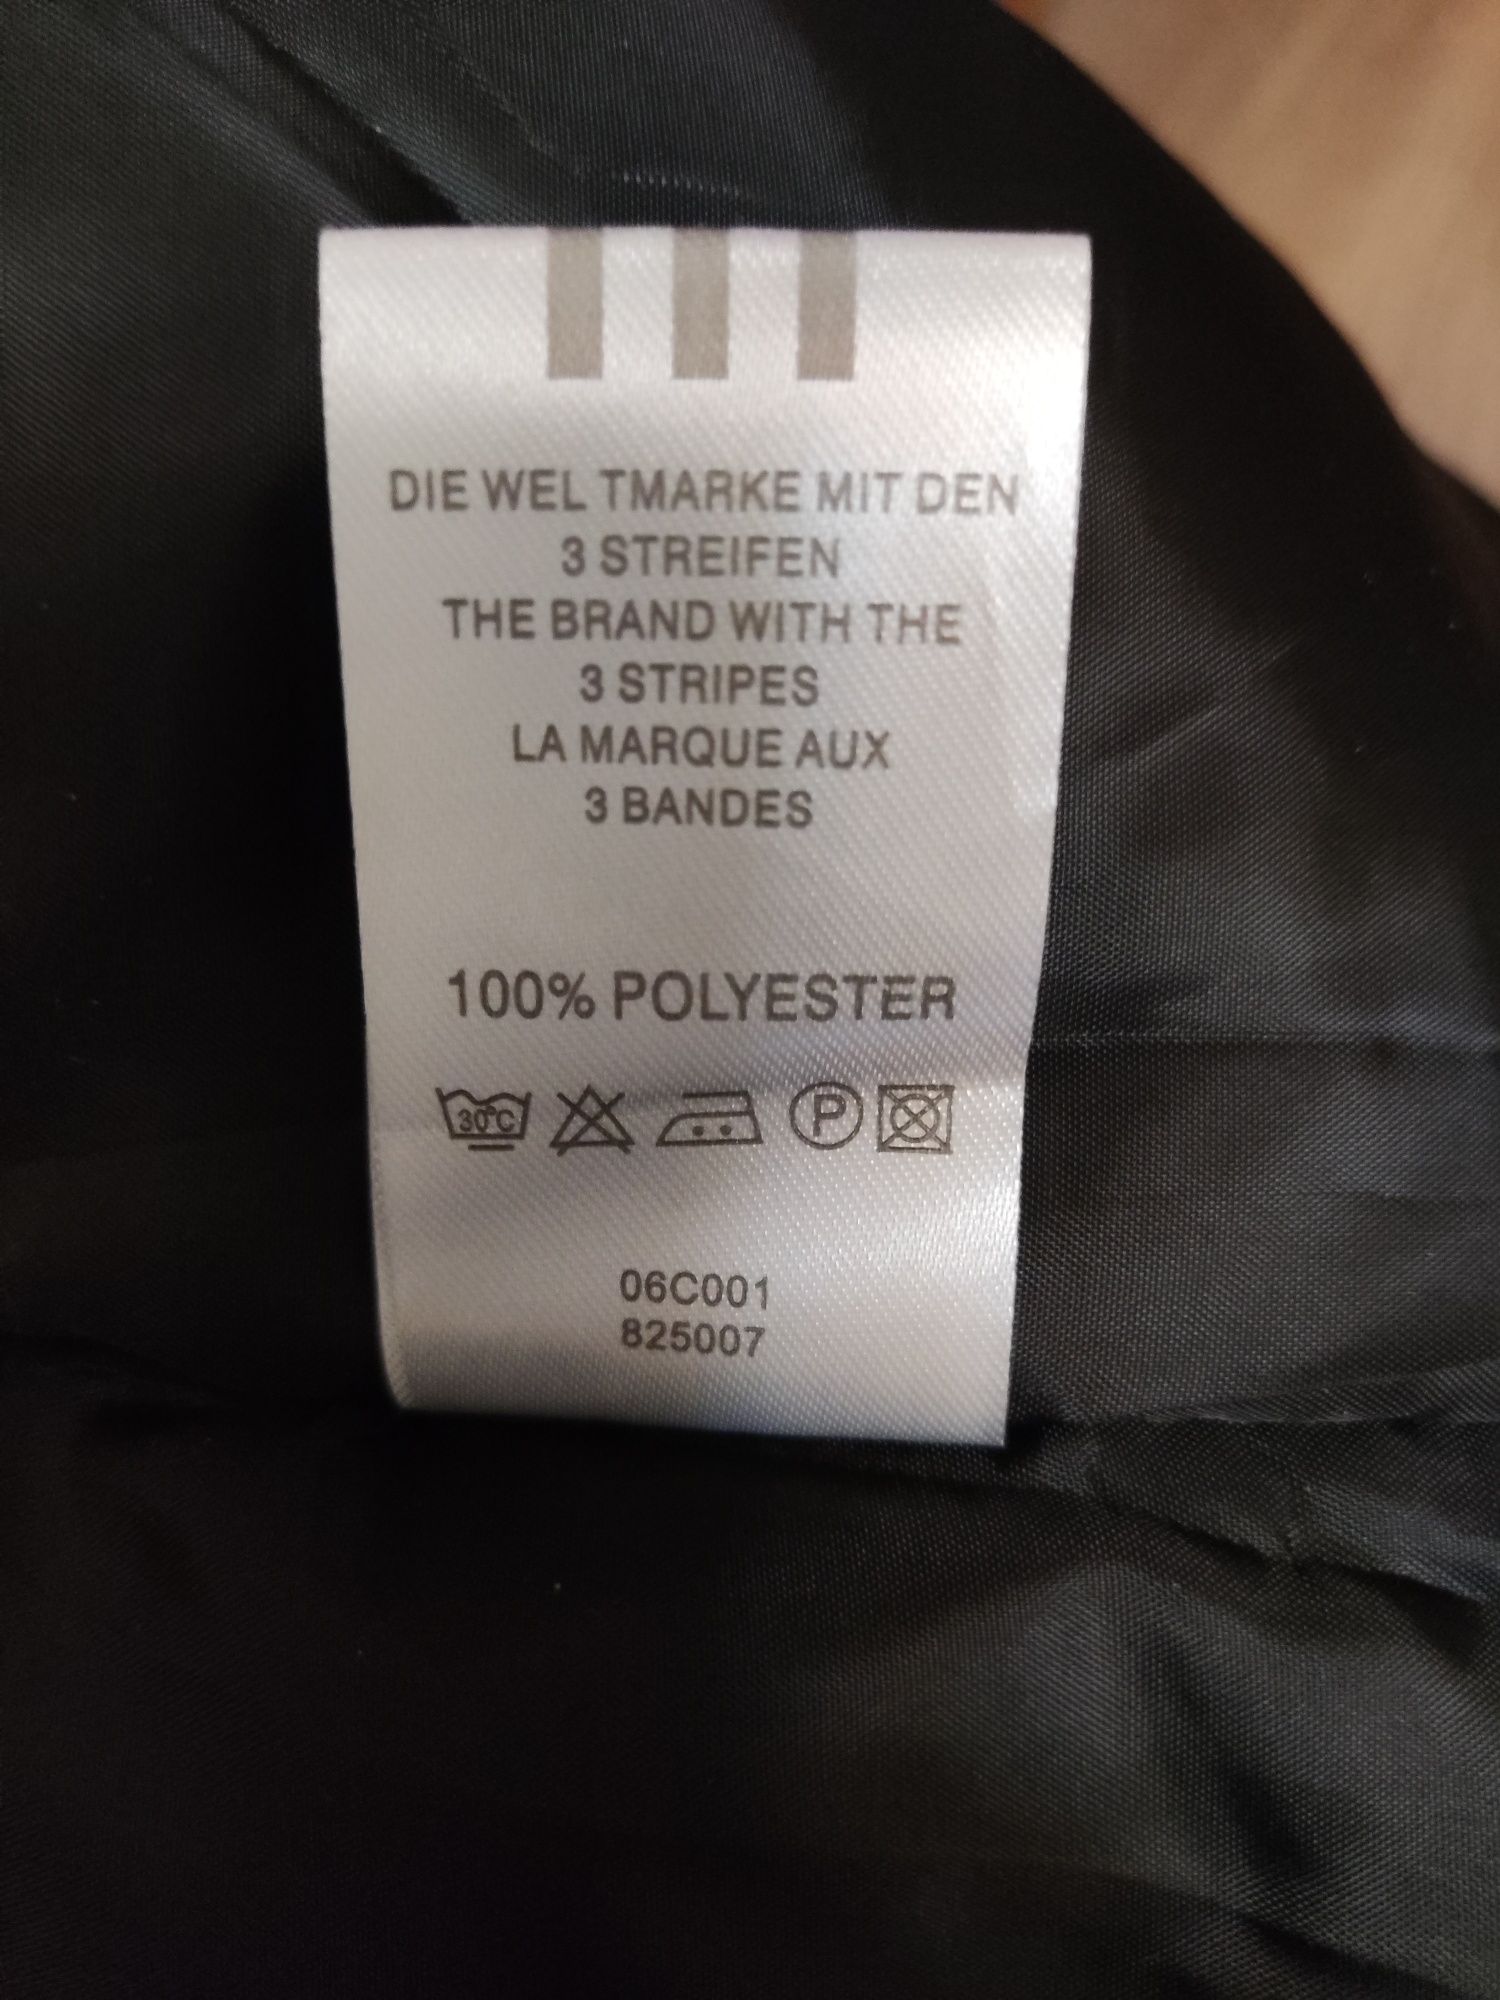 DIE WEL TMARKE MIT DEN
3 STREIFEN
THE BRAND WITH THE
3 STRIPES
LA MARQUE AUX
3 BANDES
100% POLYESTER
30°C P
06C001
825007